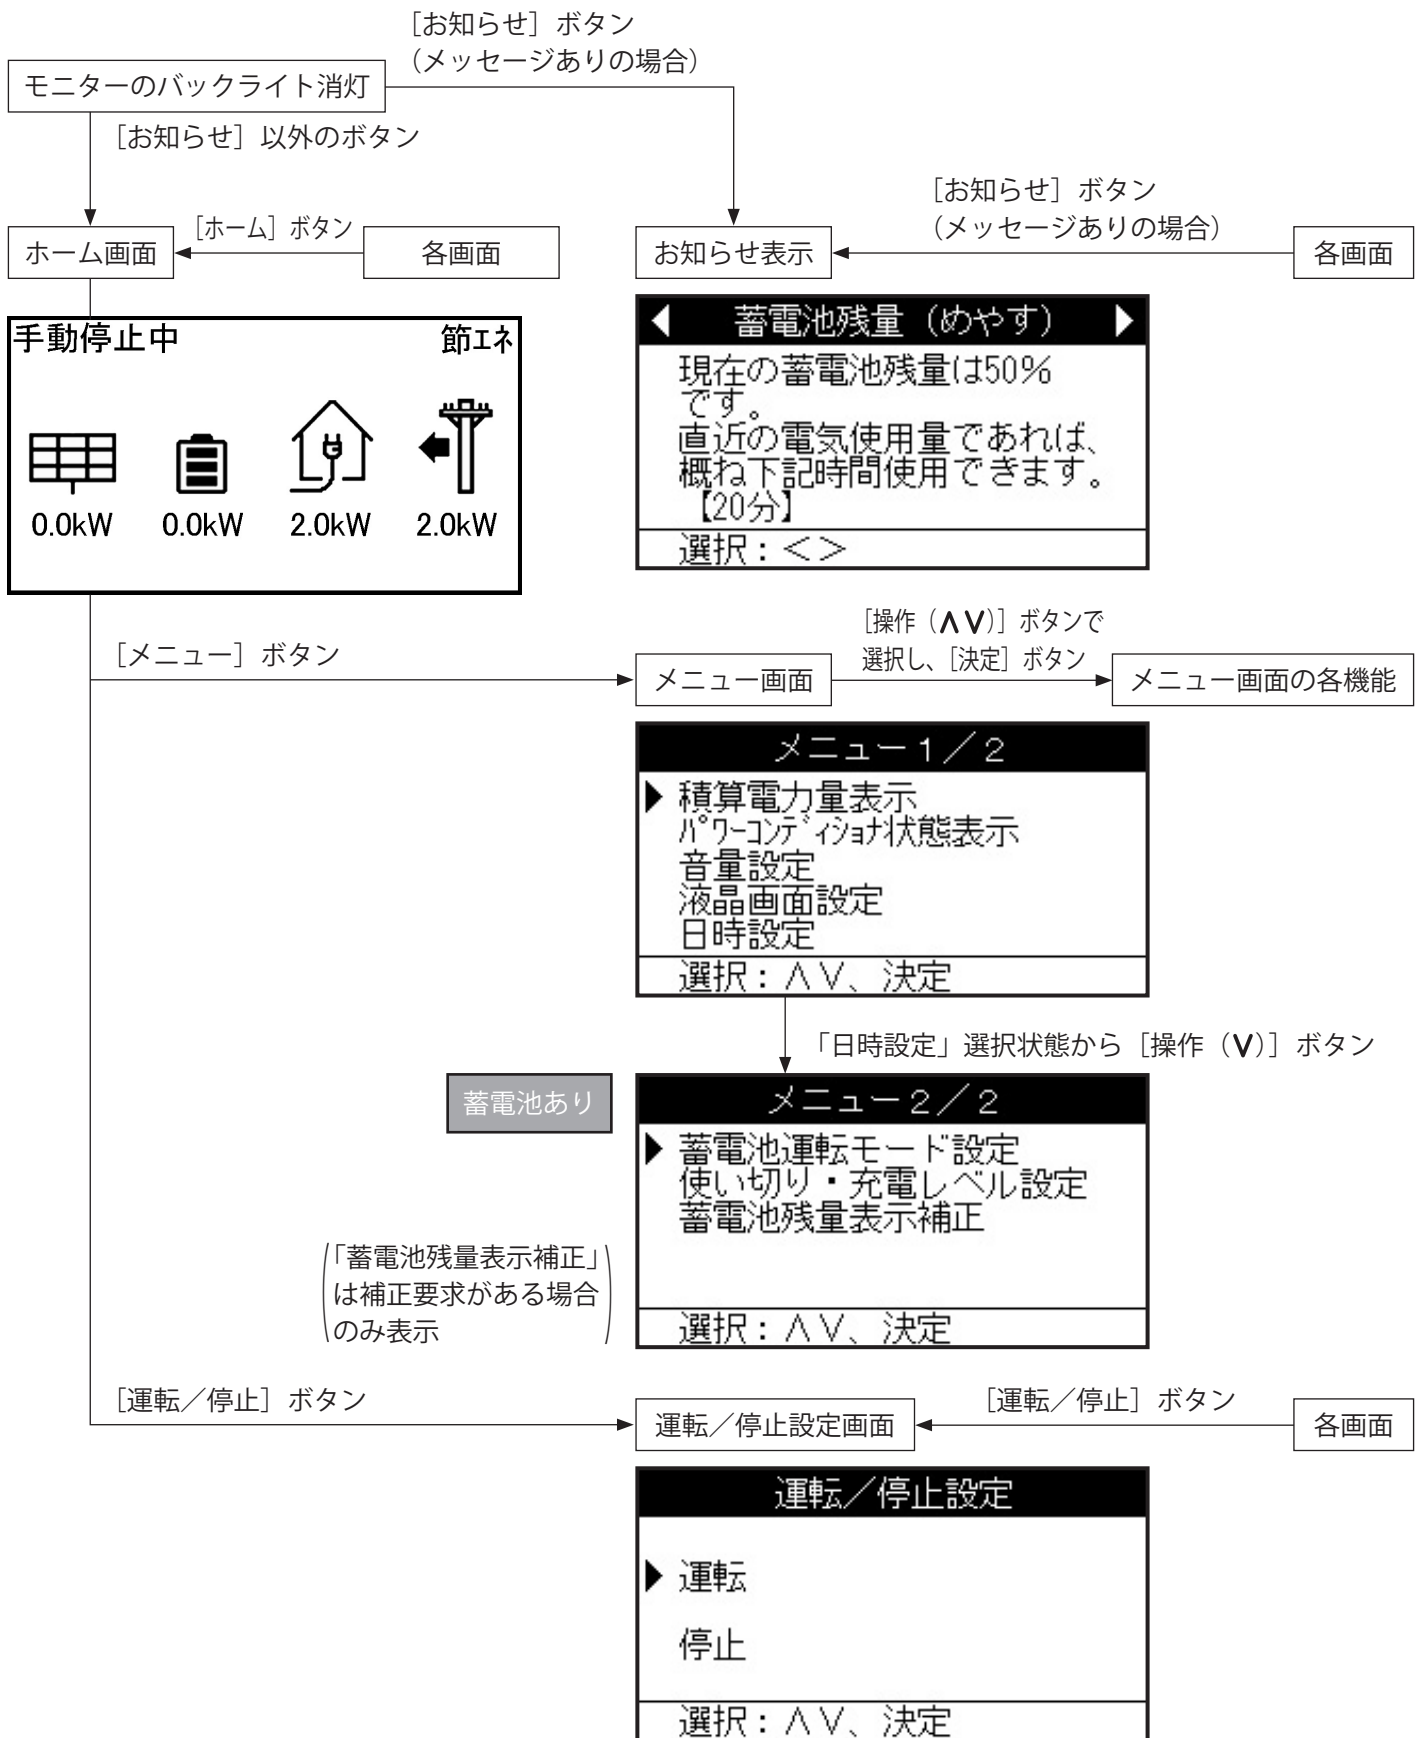 ［お知らせ］ボタン
（メッセージありの場合）
モニターのバックライト消灯
［お知らせ］以外のボタン
［お知らせ］ボタン
（メッセージありの場合）
ホーム画面
［ホーム］ボタン
各画面
お知らせ表示
各画面
手動停止中
節エネ
0.0kW
0.0kW
2.0kW
2.0kW
蓄電池残量（めやす）
現在の蓄電池残量は50％
です。
直近の電気使用量であれば、
概ね下記時間使用できます。
【20分】
選択：＜＞
［メニュー］ボタン
メニュー画面
［操作（∧∨）］ボタンで
選択し、［決定］ボタン
メニュー画面の各機能
メニュー１／２
積算電力量表示
ﾊﾟﾜｰｺﾝﾃﾞｨｼｮﾅ状態表示
音量設定
液晶画面設定
日時設定
選択：∧∨、決定
「日時設定」選択状態から［操作（∨）］ボタン
蓄電池あり
メニュー２／２
蓄電池運転モード設定
使い切り・充電レベル設定
蓄電池残量表示補正
選択：∧∨、決定
「蓄電池残量表示補正」
は補正要求がある場合
のみ表示
［運転／停止］ボタン
運転／停止設定画面
［運転／停止］ボタン
各画面
運転／停止設定
運転
停止
選択：∧∨、決定